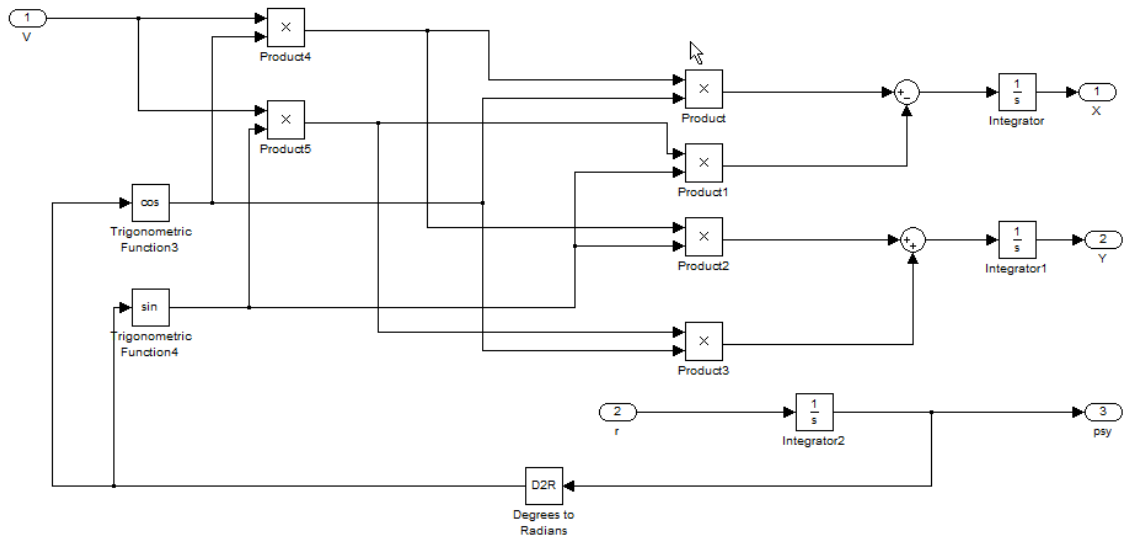 1
V
×
Product4
×
Product5
cos
Trigonometric
Function3
sin
Trigonometric
Function4
×
Product
×
Product1
×
Product2
×
Product3
+
−
1
s
Integrator
1
X
+
+
1
s
Integrator1
2
Y
2
r
1
s
Integrator2
3
psy
D2R
Degrees to
Radians